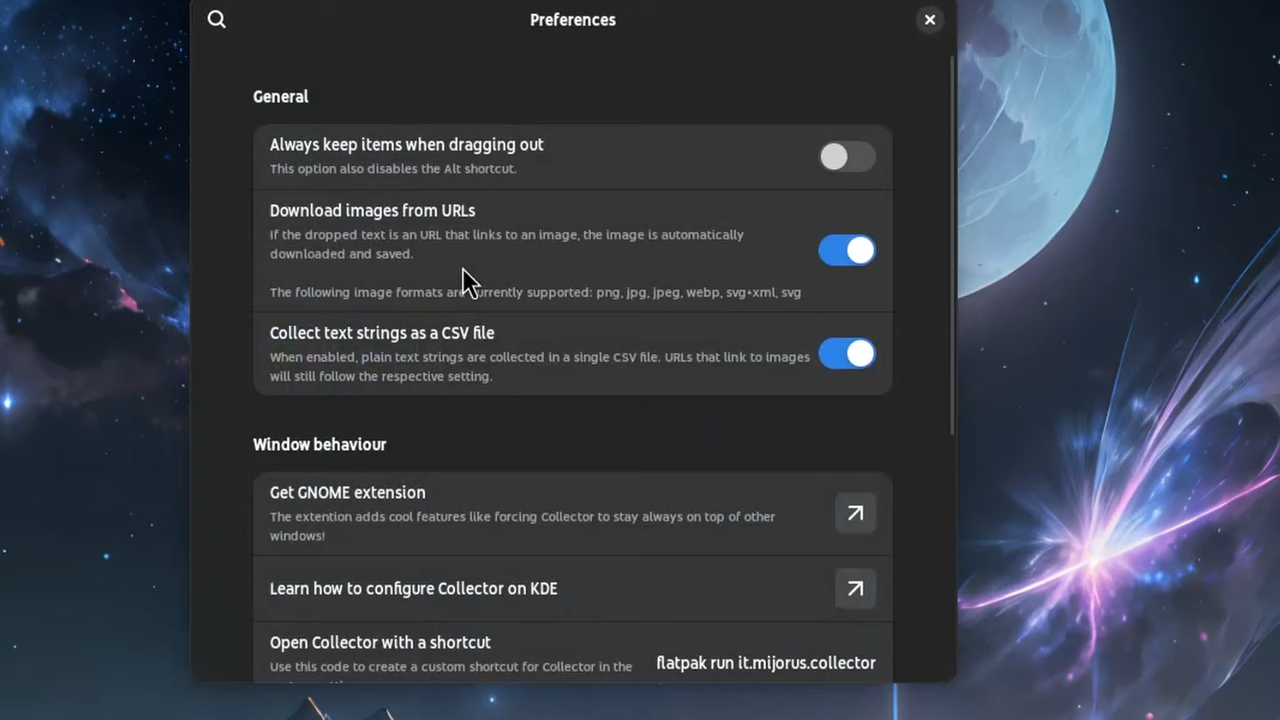 Preferences
General
Always keep items when dragging out
This option also disables the Alt shortcut.
Download images from URLs
If the dropped text is an URL that links to an image, the image is automatically
downloaded and saved.
The following image formats are currently supported: png, jpg, jpeg, webp, svg+xml, svg
Collect text strings as a CSV file
When enabled, plain text strings are collected in a single CSV file. URLs that link to images
will still follow the respective setting.
Window behaviour
Get GNOME extension
The extention adds cool features like forcing Collector to stay always on top of other
windows!
Learn how to configure Collector on KDE
Open Collector with a shortcut
Use this code to create a custom shortcut for Collector in the
flatpak run it.mijorus.collector